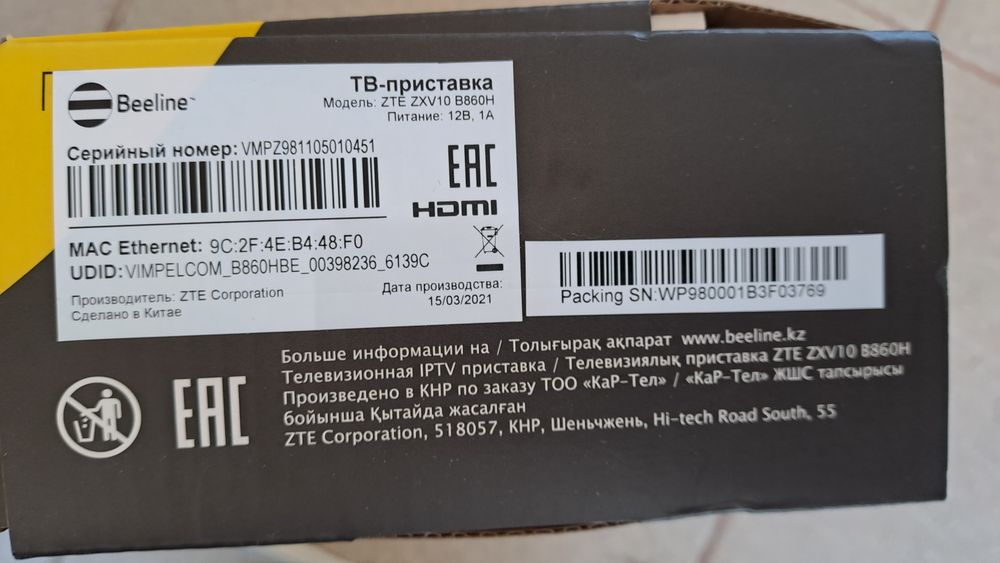 Beeline™
ТВ-приставка
Модель: ZTE ZXV10 B860H
Питание: 12В, 1А
Серийный номер: VMPZ981105010451
EAC
HDMI
MAC Ethernet: 9C:2F:4E:B4:48:F0
UDID: VIMPELCOM_B860HBE_00398236_6139C
Производитель: ZTE Corporation
Сделано в Китае
Дата производства:
15/03/2021
Packing SN:WP980001B3F03769
EAC
Больше информации на / Толығырақ ақпарат www.beeline.kz
Телевизионная IPTV приставка / Телевизиялық приставка ZTE ZXV10 B860H
Произведено в КНР по заказу ТОО «КаР-Тел» / «КаР-Тел» ЖШС тапсырысы
бойынша Қытайда жасалған
ZTE Corporation, 518057, КНР, Шеньчжень, Hi-tech Road South, 55